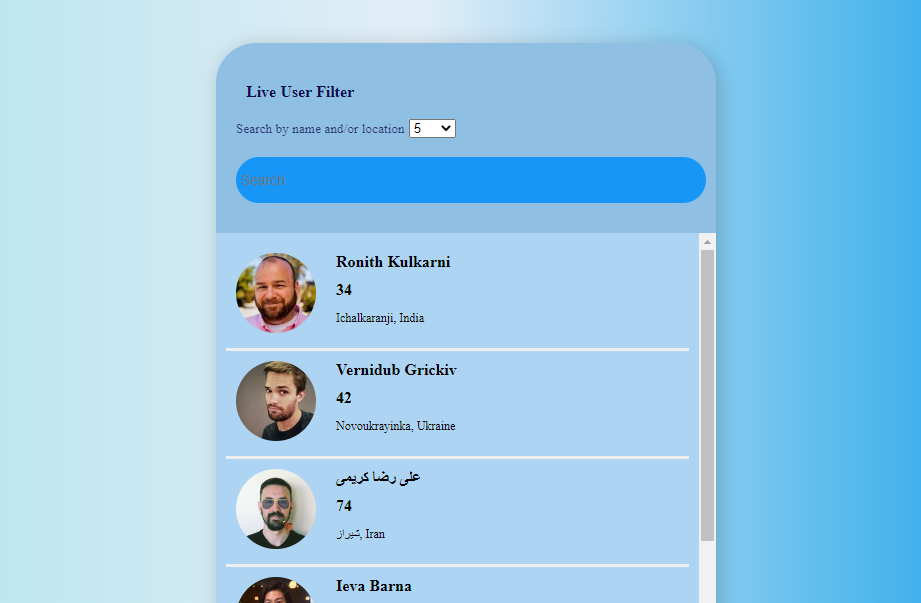 Live User Filter
Search by name and/or location 5
Search
Ronith Kulkarni
34
Ichalkaranji, India
Vernidub Grickiv
42
Novoukrayinka, Ukraine
علی رضا کریمی
74
شیراز, Iran
Ieva Barna